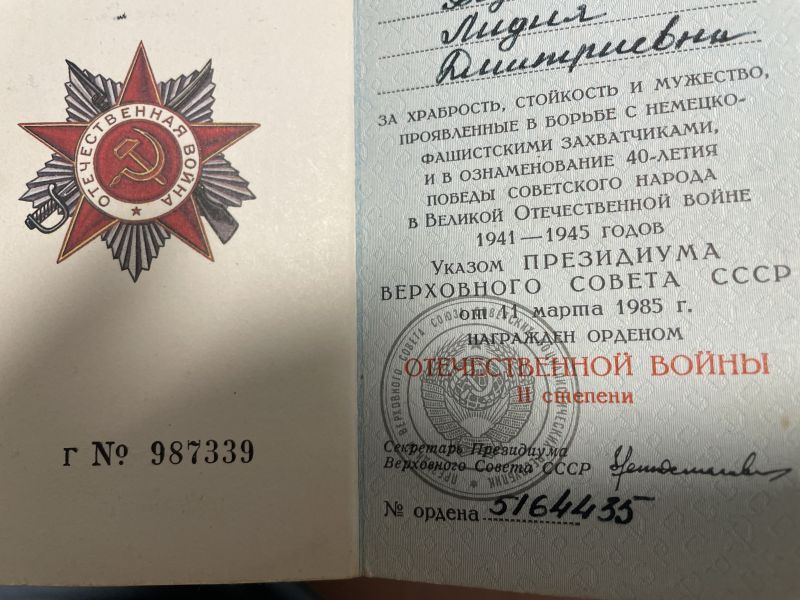 ОТЕЧЕСТВЕННАЯ ВОЙНА
г № 987339
Лидия
Дмитриевна
ЗА ХРАБРОСТЬ, СТОЙКОСТЬ И МУЖЕСТВО,
ПРОЯВЛЕННЫЕ В БОРЬБЕ С НЕМЕЦКО-
ФАШИСТСКИМИ ЗАХВАТЧИКАМИ,
И В ОЗНАМЕНОВАНИЕ 40-ЛЕТИЯ
ПОБЕДЫ СОВЕТСКОГО НАРОДА
В ВЕЛИКОЙ ОТЕЧЕСТВЕННОЙ ВОЙНЕ
1941—1945 ГОДОВ
УКАЗОМ ПРЕЗИДИУМА
ВЕРХОВНОГО СОВЕТА СССР
от 11 марта 1985 г.
НАГРАЖДЕН ОРДЕНОМ
ОТЕЧЕСТВЕННОЙ ВОЙНЫ
II степени
Секретарь Президиума
Верховного Совета СССР
№ ордена 5164435